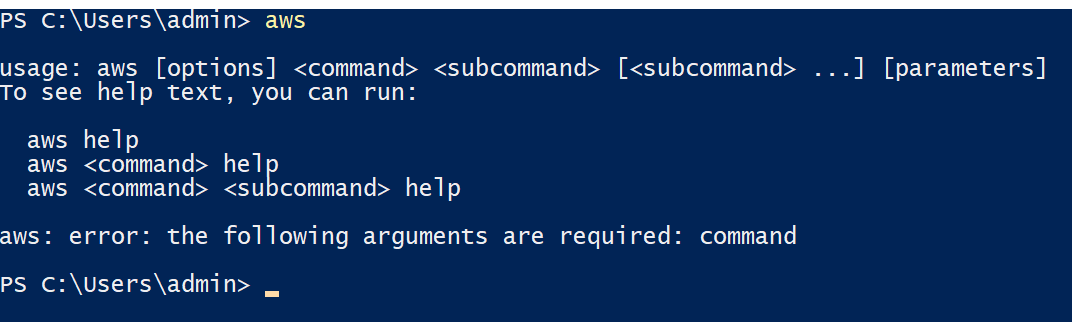 PS C:\Users\admin> aws
usage: aws [options] <command> <subcommand> [<subcommand> ...] [parameters]
To see help text, you can run:
aws help
aws <command> help
aws <command> <subcommand> help
aws: error: the following arguments are required: command
PS C:\Users\admin>